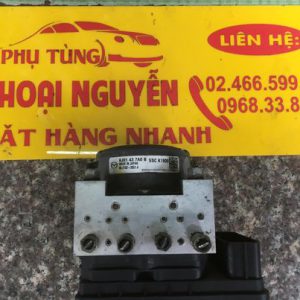 PHỤ TÙNG
HOẠI NGUYỄN
ẶT HÀNG NHANH
LIÊN HỆ:
02.466.599
0968.33.8